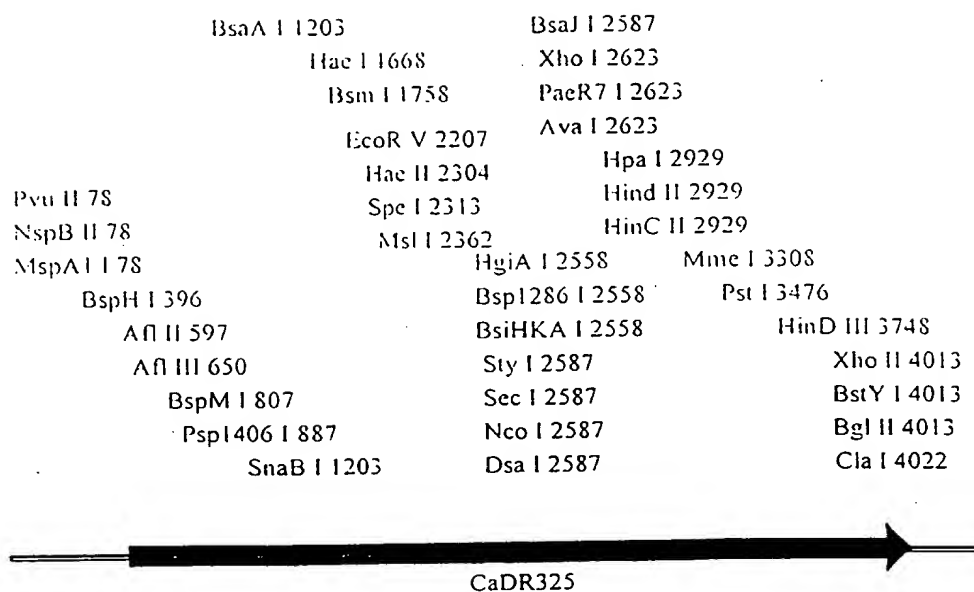 BsaA I 1203
Hae I 1668
Bsm I 1758
EcoR V 2207
Hae II 2304
Spe I 2313
Msl I 2362
Pvu II 78
NspB II 78
MspA1 I 78
BspH I 396
Afl II 597
Afl III 650
BspM I 807
Psp1406 I 887
SnaB I 1203
BsaJ I 2587
Xho I 2623
PaeR7 I 2623
Ava I 2623
Hpa I 2929
Hind II 2929
HinC II 2929
HgiA I 2558
Bsp1286 I 2558
BsiHKA I 2558
Sty I 2587
Sec I 2587
Nco I 2587
Dsa I 2587
Mme I 3308
Pst I 3476
HinD III 3748
Xho II 4013
BstY I 4013
Bgl II 4013
Cla I 4022
CaDR325